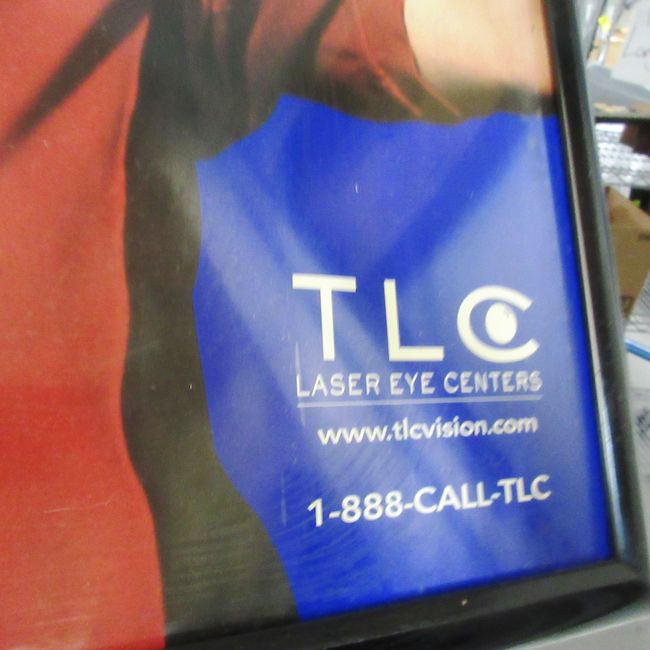 TLC
LASER EYE CENTERS
www.tlcvision.com
1-888-CALL-TLC